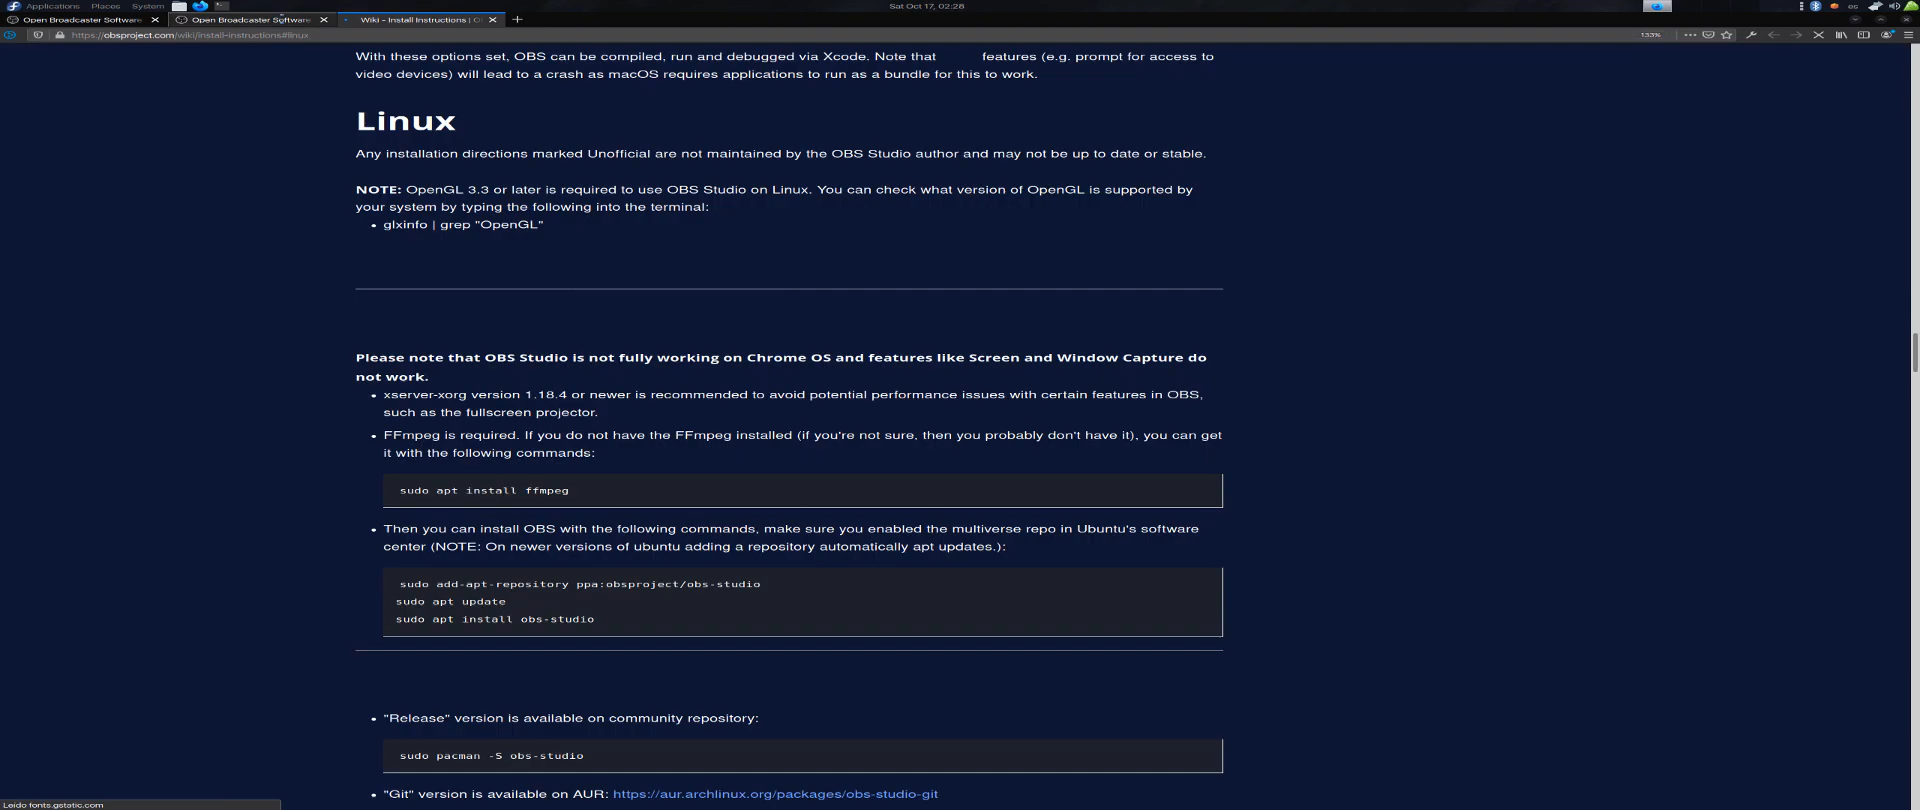 Applications Places System
Sat Oct 17, 02:28
Open Broadcaster Software
Open Broadcaster Software
Wiki - Install Instructions | O
https://obsproject.com/wiki/install-instructions#linux
133%
With these options set, OBS can be compiled, run and debugged via Xcode. Note that features (e.g. prompt for access to
video devices) will lead to a crash as macOS requires applications to run as a bundle for this to work.
Linux
Any installation directions marked Unofficial are not maintained by the OBS Studio author and may not be up to date or stable.
NOTE: OpenGL 3.3 or later is required to use OBS Studio on Linux. You can check what version of OpenGL is supported by
your system by typing the following into the terminal:
• glxinfo | grep "OpenGL"
Please note that OBS Studio is not fully working on Chrome OS and features like Screen and Window Capture do
not work.
• xserver-xorg version 1.18.4 or newer is recommended to avoid potential performance issues with certain features in OBS,
such as the fullscreen projector.
• FFmpeg is required. If you do not have the FFmpeg installed (if you're not sure, then you probably don't have it), you can get
it with the following commands:
sudo apt install ffmpeg
• Then you can install OBS with the following commands, make sure you enabled the multiverse repo in Ubuntu's software
center (NOTE: On newer versions of ubuntu adding a repository automatically apt updates.):
sudo add-apt-repository ppa:obsproject/obs-studio
sudo apt update
sudo apt install obs-studio
• "Release" version is available on community repository:
sudo pacman -S obs-studio
• "Git" version is available on AUR: https://aur.archlinux.org/packages/obs-studio-git
Leído fonts.gstatic.com